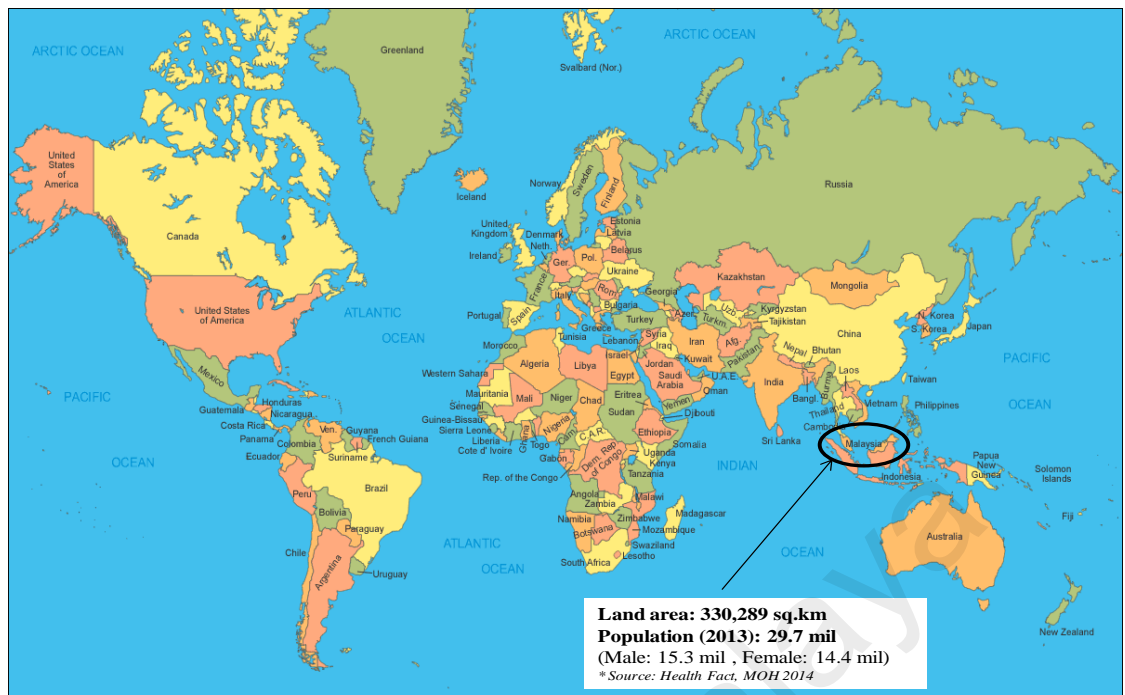 ARCTIC OCEAN
ARCTIC OCEAN
Greenland
Svalbard (Nor.)
United
States
of
America
Canada
Iceland
Norway
Sweden
Finland
Russia
Estonia
Latvia
United
Kingdom
Denmark
Neth.
Ireland
Belarus
Ger.
Pol.
Ukraine
France
Rom.
Italy
Bulgaria
Spain
Portugal
Greece
Georgia
Azer.
Turkey
Kazakhstan
Mongolia
Uzb.
Turkm.
Kyrgyzstan
Tajikistan
China
N. Korea
S. Korea
Japan
United States
of America
ATLANTIC
OCEAN
Morocco
Tunisia
Lebanon
Israel
Syria
Iraq
Iran
Afg.
Pakistan
Nepal
Bhutan
Kuwait
Jordan
Saudi
Arabia
U.A.E
Oman
Yemen
India
Bangl.
Burma
Laos
Taiwan
PACIFIC
OCEAN
Western Sahara
Algeria
Libya
Egypt
Mauritania
Mali
Niger
Chad
Sudan
Eritrea
Djibouti
Senegal
Guinea-Bissau
Sierra Leone
Liberia
Cote d' Ivoire
Ghana
Togo
Nigeria
Cam.
C.A.R.
Ethiopia
Somalia
Mexico
PACIFIC
OCEAN
Honduras
Guatemala
Nicaragua
Costa Rica
Panama
Ven.
Guyana
French Guiana
Colombia
Suriname
Ecuador
Brazil
Peru
Bolivia
Paraguay
Chile
Argentina
Uruguay
ATLANTIC
OCEAN
Gabon
Rep. of the Congo
Dem. Rep.
of Congo
Uganda
Kenya
Tanzania
Angola
Zambia
Malawi
Namibia
Botswana
Zimbabwe
Mozambique
Madagascar
Swaziland
Lesotho
South Africa
INDIAN
OCEAN
Sri Lanka
Thailand
Vietnam
Cambo
Philippines
Malaysia
Indonesia
Papua
New
Guinea
Solomon
Islands
Fiji
Australia
New Zealand
Land area: 330,289 sq.km
Population (2013): 29.7 mil
(Male: 15.3 mil , Female: 14.4 mil)
* Source: Health Fact, MOH 2014
laya